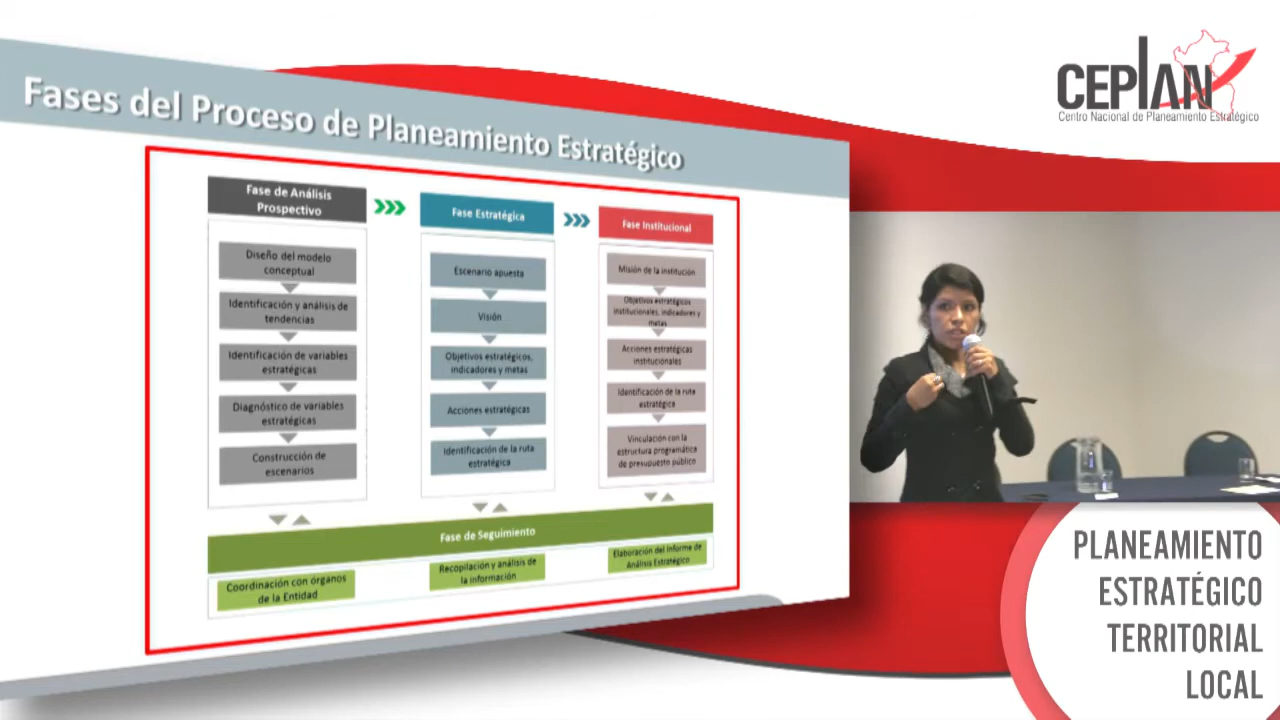 Fases del Proceso de Planeamiento Estratégico
Fase de Análisis
Prospectivo
Diseño del modelo
conceptual
Identificación y análisis de
tendencias
Identificación de variables
estratégicas
Diagnóstico de variables
estratégicas
Construcción de
escenarios
Fase Estratégica
Escenario apuesta
Visión
Objetivos estratégicos,
indicadores y metas
Acciones estratégicas
Identificación de la ruta
estratégica
Fase Institucional
Misión de la institución
Objetivos estratégicos
institucionales, indicadores y
metas
Acciones estratégicas
institucionales
Identificación de la ruta
estratégica
Vinculación con la
estructura programática
de presupuesto público
Fase de Seguimiento
Coordinación con órganos
de la Entidad
Recopilación y análisis de
la información
Elaboración del Informe de
Análisis Estratégico
CEPLAN
Centro Nacional de Planeamiento Estratégico
PLANEAMIENTO
ESTRATÉGICO
TERRITORIAL
LOCAL